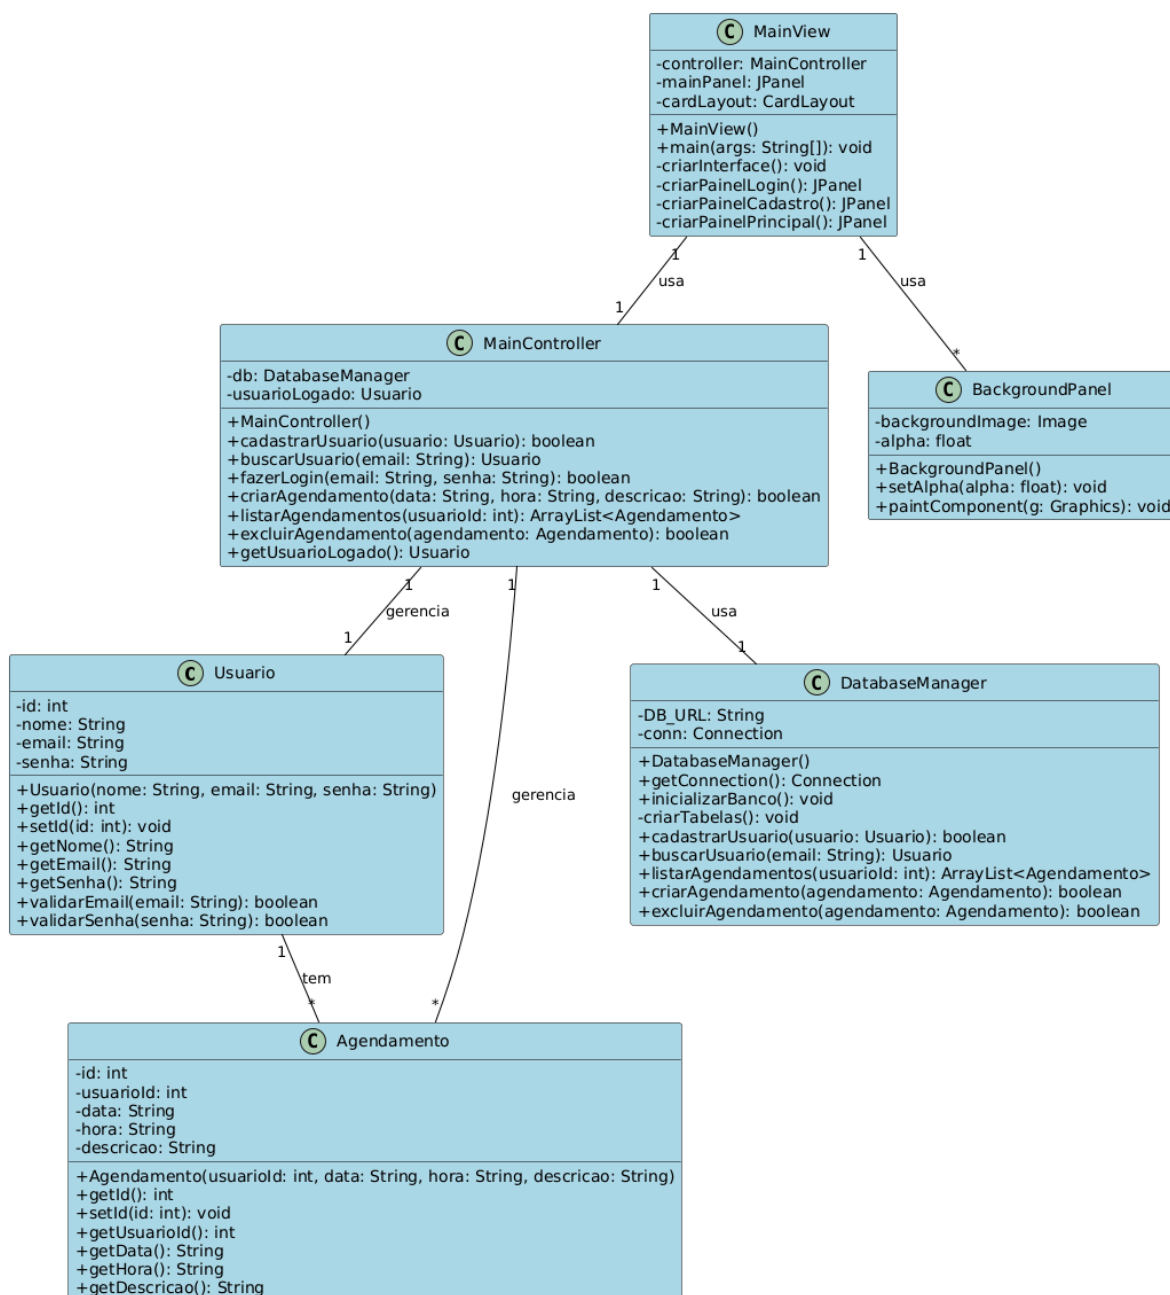 C MainView
-controller: MainController
-mainPanel: JPanel
-cardLayout: CardLayout
+MainView()
+main(args: String[]): void
-criarInterface(): void
-criarPainelLogin(): JPanel
-criarPainelCadastro(): JPanel
-criarPainelPrincipal(): JPanel
1
1
usa
usa
1
*
C MainController
-db: DatabaseManager
-usuarioLogado: Usuario
+MainController()
+cadastrarUsuario(usuario: Usuario): boolean
+buscarUsuario(email: String): Usuario
+fazerLogin(email: String, senha: String): boolean
+criarAgendamento(data: String, hora: String, descricao: String): boolean
+listarAgendamentos(usuarioId: int): ArrayList<Agendamento>
+excluirAgendamento(agendamento: Agendamento): boolean
+getUsuarioLogado(): Usuario
C BackgroundPanel
-backgroundImage: Image
-alpha: float
+BackgroundPanel()
+setAlpha(alpha: float): void
+paintComponent(g: Graphics): void
1
1
1
gerencia
usa
1
1
C Usuario
-id: int
-nome: String
-email: String
-senha: String
+Usuario(nome: String, email: String, senha: String)
+getId(): int
+setId(id: int): void
+getNome(): String
+getEmail(): String
+getSenha(): String
+validarEmail(email: String): boolean
+validarSenha(senha: String): boolean
gerencia
C DatabaseManager
-DB_URL: String
-conn: Connection
+DatabaseManager()
+getConnection(): Connection
+inicializarBanco(): void
-criarTabelas(): void
+cadastrarUsuario(usuario: Usuario): boolean
+buscarUsuario(email: String): Usuario
+listarAgendamentos(usuarioId: int): ArrayList<Agendamento>
+criarAgendamento(agendamento: Agendamento): boolean
+excluirAgendamento(agendamento: Agendamento): boolean
1
tem
*
*
C Agendamento
-id: int
-usuarioId: int
-data: String
-hora: String
-descricao: String
+Agendamento(usuarioId: int, data: String, hora: String, descricao: String)
+getId(): int
+setId(id: int): void
+getUsuarioId(): int
+getData(): String
+getHora(): String
+getDescricao(): String